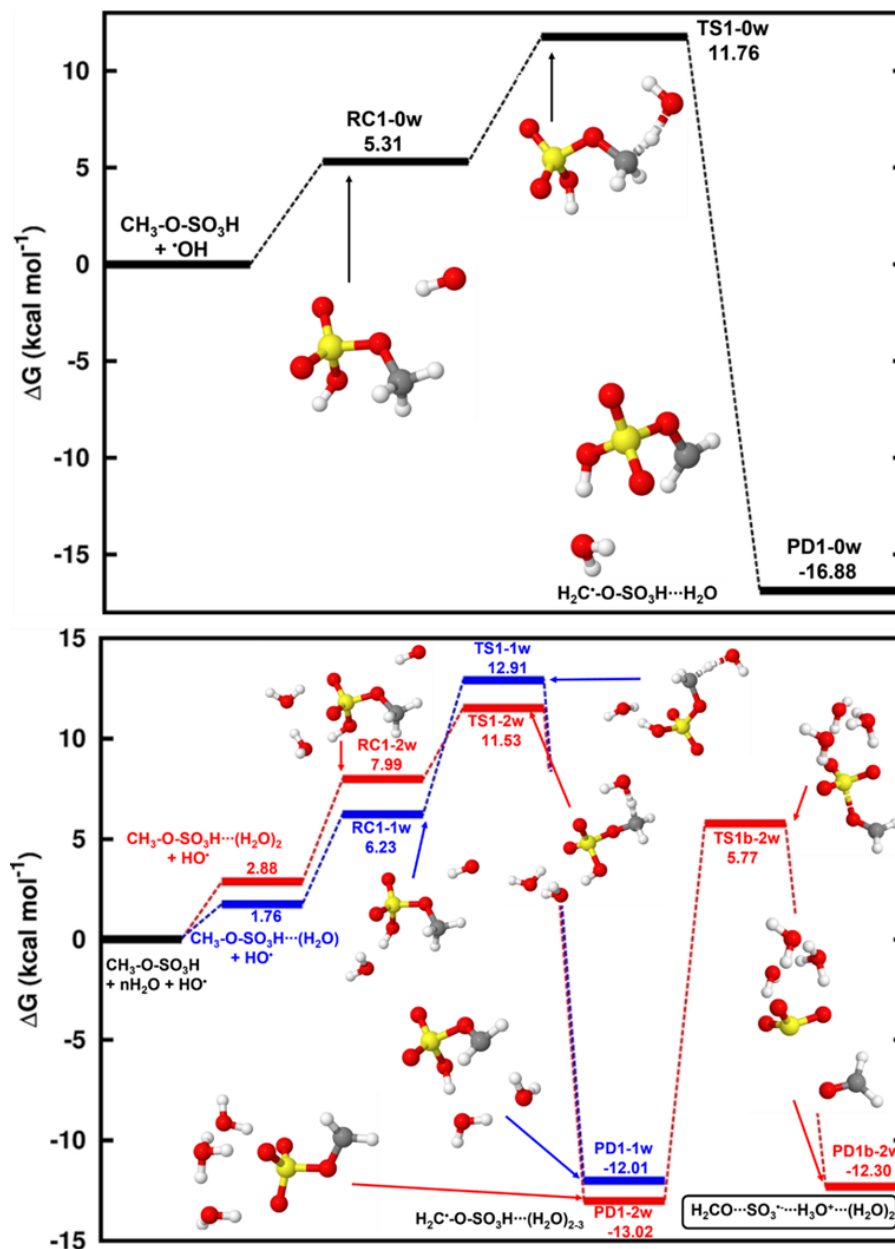 TS1-0w
11.76
10
RC1-0w
5.31
5
CH₃-O-SO₃H
+ •OH
0
ΔG (kcal mol⁻¹)
-5
-10
-15
PD1-0w
-16.88
H₂C•-O-SO₃H···H₂O
15
TS1-1w
12.91
10
TS1-2w
11.53
RC1-2w
7.99
RC1-1w
6.23
TS1b-2w
5.77
5
CH₃-O-SO₃H···(H₂O)₂
+ HO•
2.88
1.76
0
CH₃-O-SO₃H···(H₂O)
+ HO•
CH₃-O-SO₃H
+ nH₂O + HO•
ΔG (kcal mol⁻¹)
-5
-10
PD1-1w
-12.01
PD1b-2w
-12.30
PD1-2w
-13.02
H₂C•-O-SO₃H···(H₂O)₂₋₃
H₂CO···SO₃•⁻···H₃O⁺···(H₂O)₂
-15